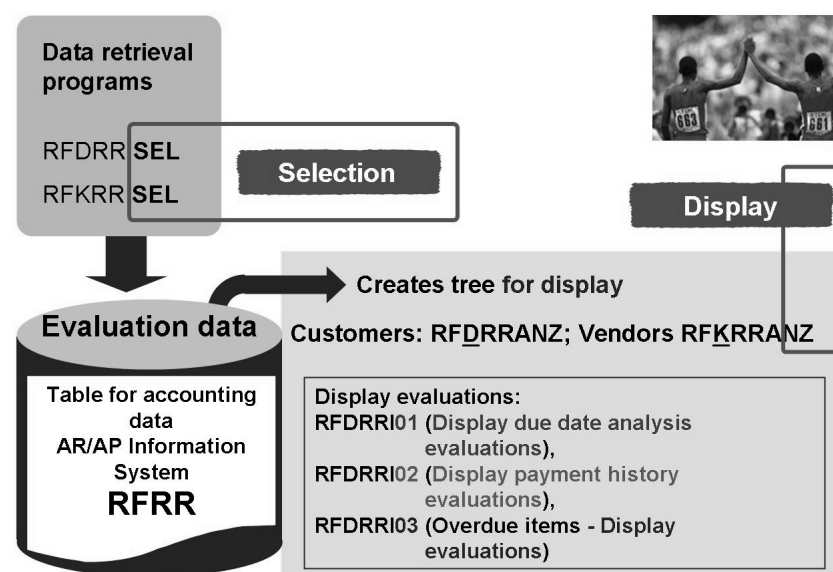 Data retrieval
programs
RFDRR SEL
RFKRR SEL
Selection
663
661
Display
Creates tree for display
Evaluation data
Customers: RFDRRANZ; Vendors RFKRRANZ
Table for accounting
data
AR/AP Information
System
RFRR
Display evaluations:
RFDRRI01 (Display due date analysis
evaluations),
RFDRRI02 (Display payment history
evaluations),
RFDRRI03 (Overdue items - Display
evaluations)